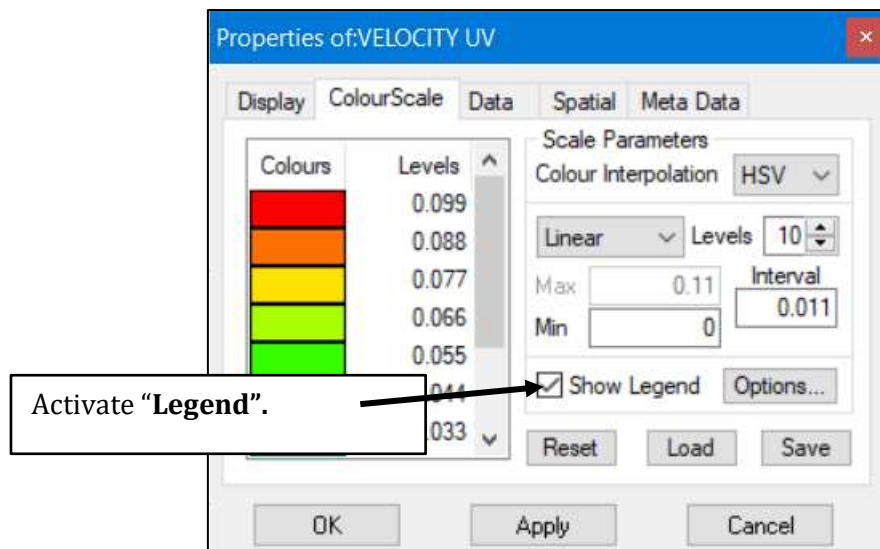 Properties of:VELOCITY UV
Display ColourScale Data Spatial Meta Data
Colours Levels
0.099
0.088
0.077
0.066
0.055
.044
.033
Scale Parameters
Colour Interpolation HSV
Linear Levels 10
Max 0.11 Interval
0.011
Min 0
Show Legend Options...
Reset Load Save
Activate “Legend”.
OK Apply Cancel